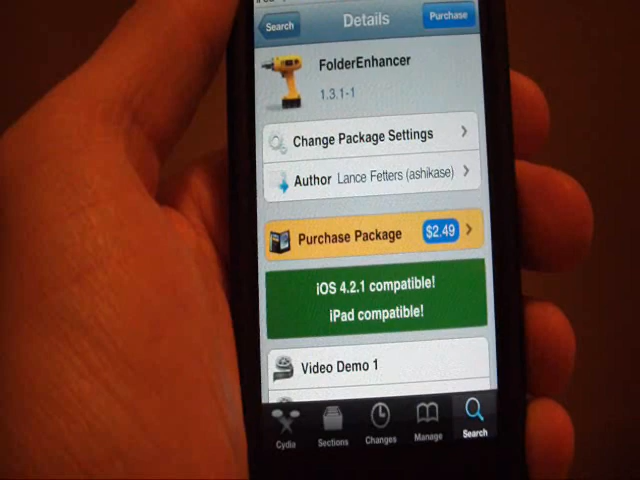 Search
Details
Purchase
FolderEnhancer
1.3.1-1
Change Package Settings
Author Lance Fetters (ashikase)
Purchase Package $2.49
iOS 4.2.1 compatible!
iPad compatible!
Video Demo 1
Cydia Sections Changes Manage Search